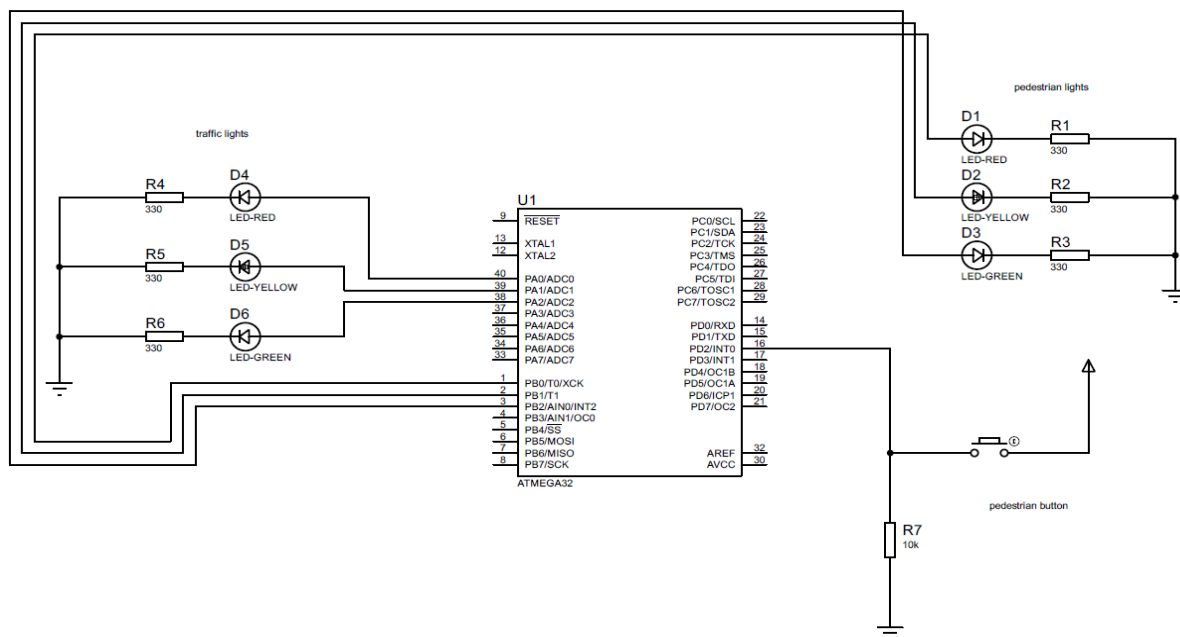 pedestrian lights
D1
R1
LED-RED
330
D2
R2
LED-YELLOW
330
D3
R3
LED-GREEN
330
traffic lights
D4
R4
LED-RED
330
D5
R5
LED-YELLOW
330
D6
R6
LED-GREEN
330
U1
9 RESET
13 XTAL1
12 XTAL2
40 PA0/ADC0
39 PA1/ADC1
38 PA2/ADC2
37 PA3/ADC3
36 PA4/ADC4
35 PA5/ADC5
34 PA6/ADC6
33 PA7/ADC7
1 PB0/T0/XCK
2 PB1/T1
3 PB2/AIN0/INT2
4 PB3/AIN1/OC0
5 PB4/SS
6 PB5/MOSI
7 PB6/MISO
8 PB7/SCK
PC0/SCL 22
PC1/SDA 23
PC2/TCK 24
PC3/TMS 25
PC4/TDO 26
PC5/TDI 27
PC6/TOSC1 28
PC7/TOSC2 29
PD0/RXD 14
PD1/TXD 15
PD2/INT0 16
PD3/INT1 17
PD4/OC1B 18
PD5/OC1A 19
PD6/ICP1 20
PD7/OC2 21
AREF 32
AVCC 30
ATMEGA32
pedestrian button
R7
10k